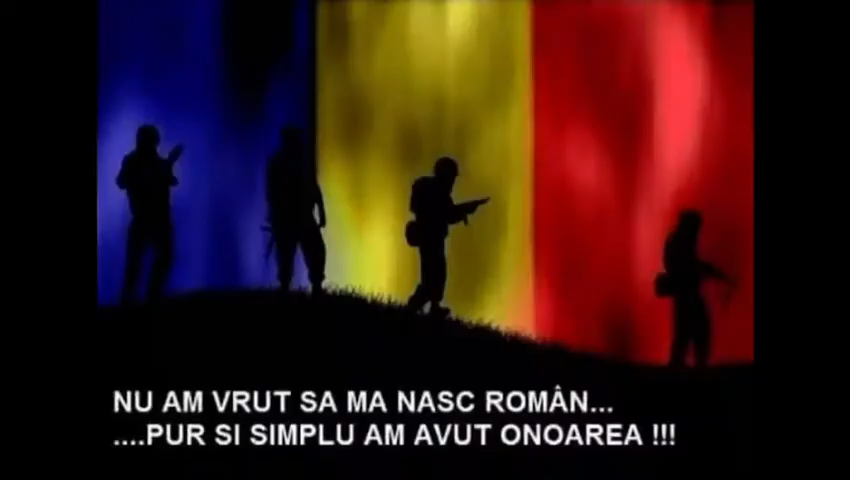 NU AM VRUT SA MA NASC ROMÂN...
....PUR SI SIMPLU AM AVUT ONOAREA !!!